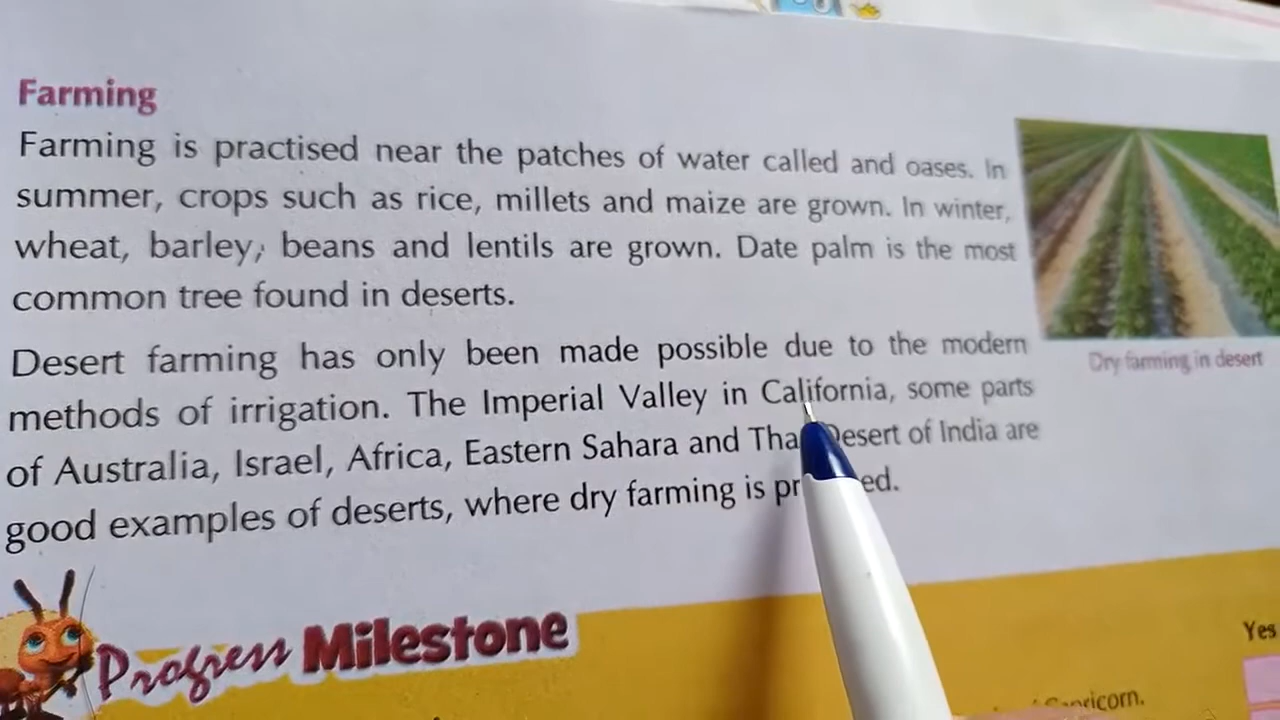 Farming
Farming is practised near the patches of water called and oases. In
summer, crops such as rice, millets and maize are grown. In winter,
wheat, barley, beans and lentils are grown. Date palm is the most
common tree found in deserts.
Dry farming in desert
Desert farming has only been made possible due to the modern
methods of irrigation. The Imperial Valley in California, some parts
of Australia, Israel, Africa, Eastern Sahara and Desert of India are
good examples of deserts, where dry farming is
Progress Milestone
Yes
Capricorn.